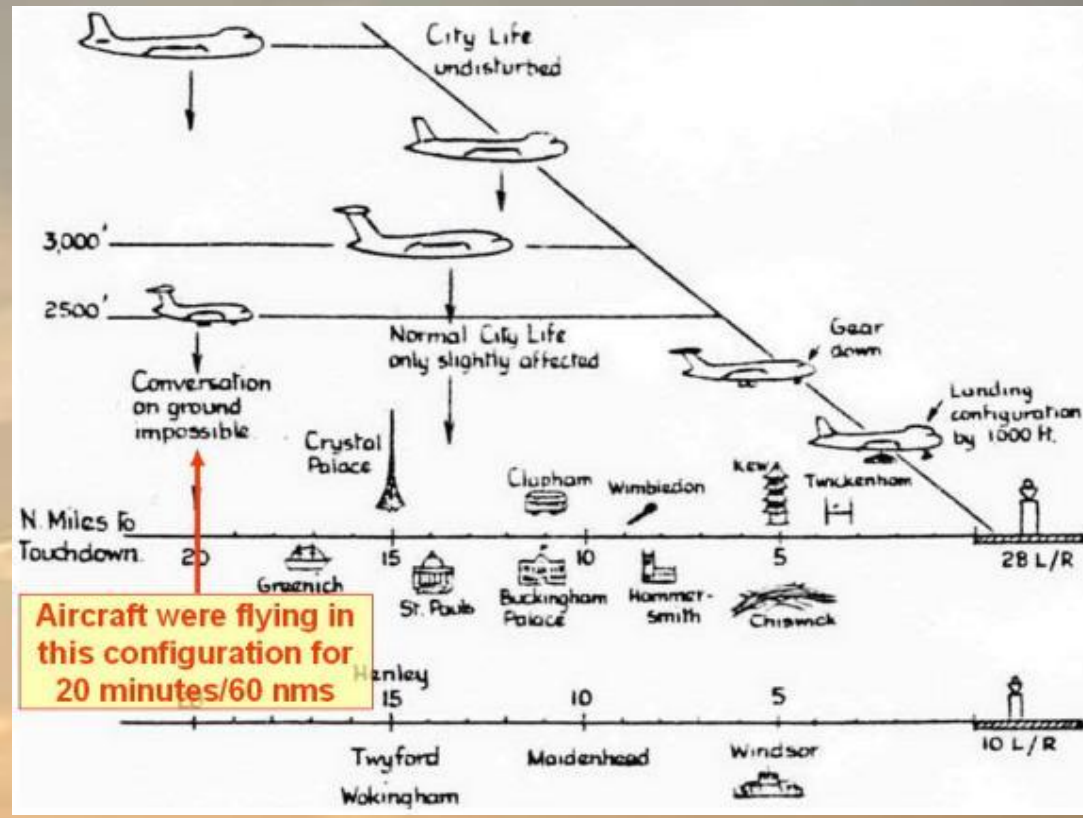 City Life
undisturbed
3,000'
2500'
Normal City Life
only slightly affected
Gear
down
Conversation
on ground
impossible.
Landing
configuration
by 1000 Ft.
Crystal
Palace
Clapham
Wimbledon
KEW
Twickenham
N. Miles To
Touchdown.
20
15
10
5
28 L/R
Greenich
St. Pauls
Buckingham
Palace
Hammer-
smith
Chiswick
Aircraft were flying in
this configuration for
20 minutes/60 nms
Henley
15
10
5
10 L/R
Twyford
Maidenhead
Windsor
Wokingham